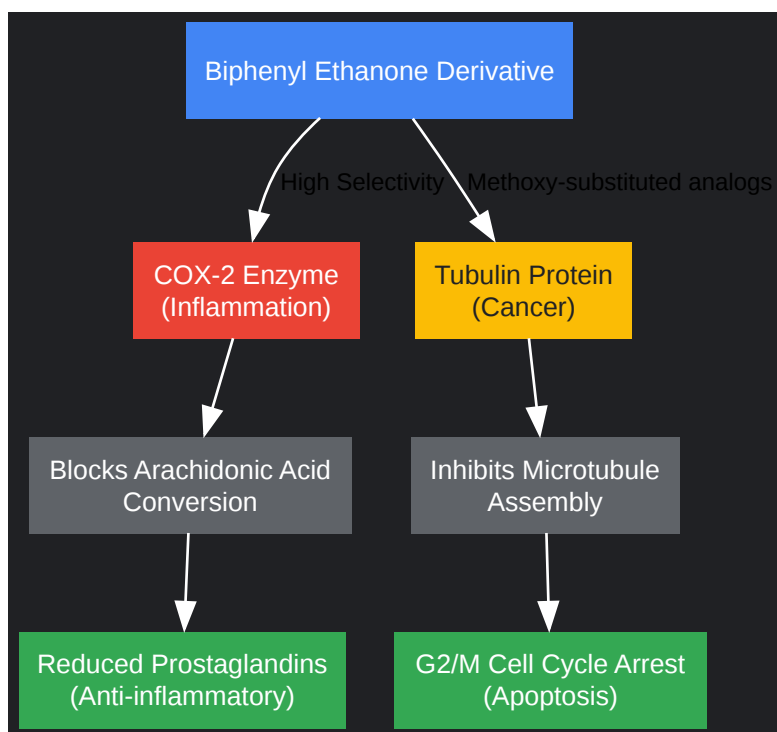 Biphenyl Ethanone Derivative
High Selectivity
Methoxy-substituted analogs
COX-2 Enzyme
(Inflammation)
Tubulin Protein
(Cancer)
Blocks Arachidonic Acid
Conversion
Inhibits Microtubule
Assembly
Reduced Prostaglandins
(Anti-inflammatory)
G2/M Cell Cycle Arrest
(Apoptosis)